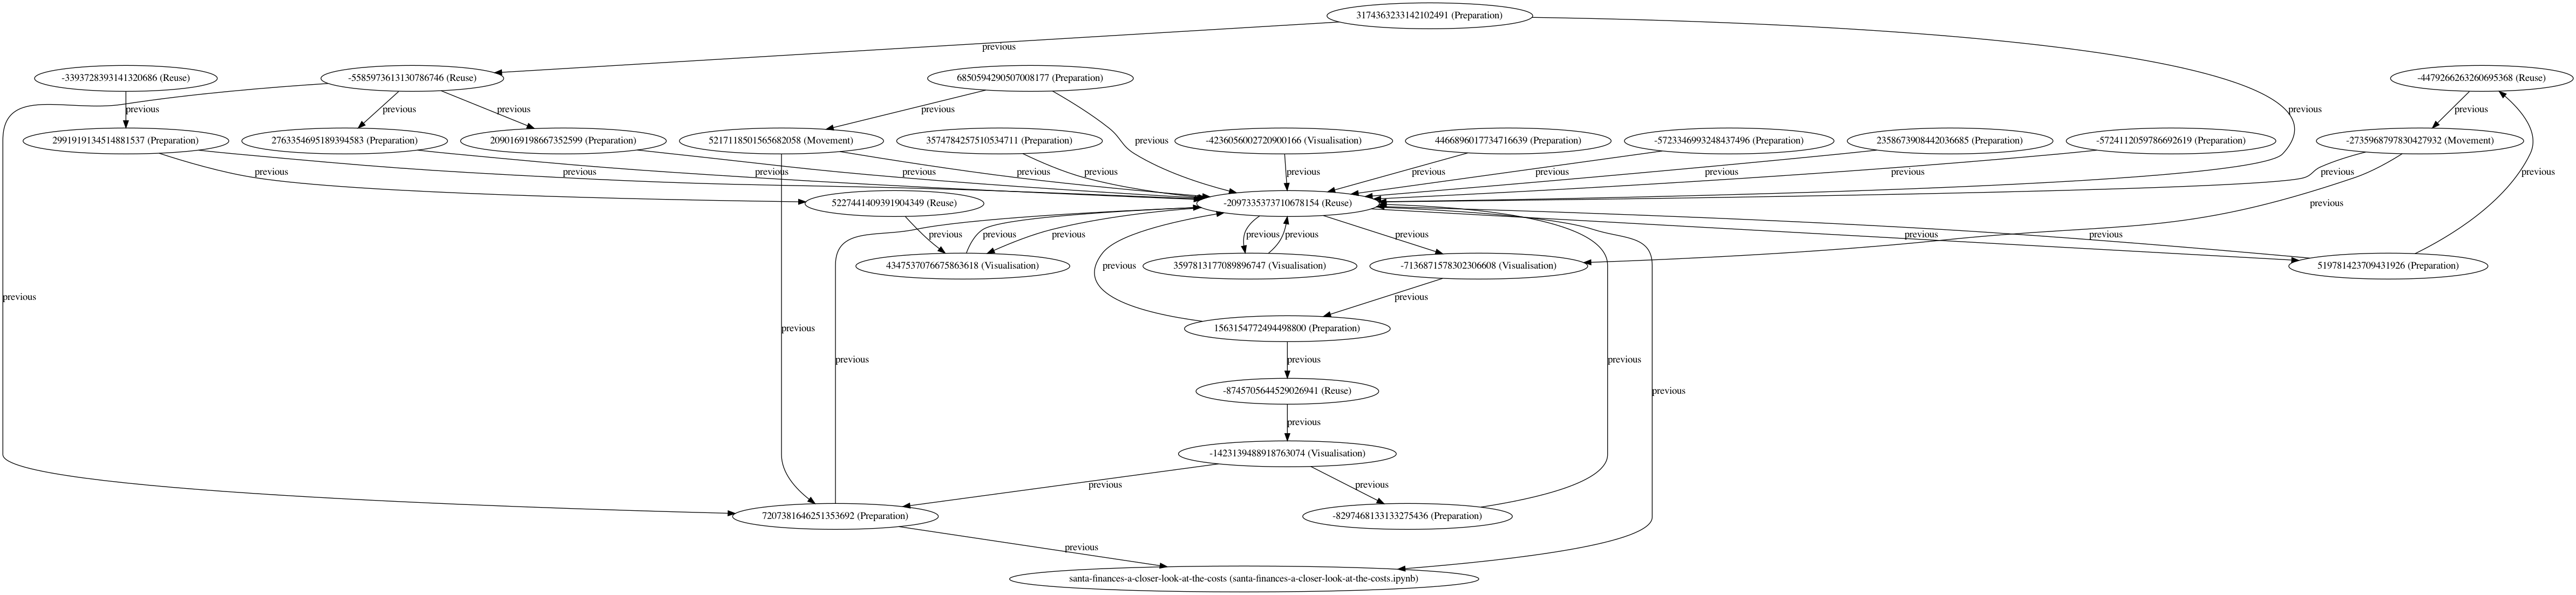 3174363233142102491 (Preparation)
previous
-3393728393141320686 (Reuse)
-5585973613130786746 (Reuse)
6850594290507008177 (Preparation)
-4479266263260695368 (Reuse)
previous
previous
previous
previous
previous
previous
2991919134514881537 (Preparation)
2763354695189394583 (Preparation)
2090169198667352599 (Preparation)
5217118501565682058 (Movement)
3574784257510534711 (Preparation)
previous
-4236056002720900166 (Visualisation)
4466896017734716639 (Preparation)
-5723346993248437496 (Preparation)
2358673908442036685 (Preparation)
-5724112059786692619 (Preparation)
-2735968797830427932 (Movement)
previous
previous
previous
previous
previous
previous
previous
previous
previous
previous
previous
previous
previous
previous
5227441409391904349 (Reuse)
-2097335373710678154 (Reuse)
previous
previous
previous
previous
previous
previous
previous
previous
previous
4347537076675863618 (Visualisation)
3597813177089896747 (Visualisation)
-7136871578302306608 (Visualisation)
519781423709431926 (Preparation)
previous
previous
previous
1563154772494498800 (Preparation)
previous
previous
previous
previous
previous
-8745705644529026941 (Reuse)
previous
-1423139488918763074 (Visualisation)
previous
previous
7207381646251353692 (Preparation)
-8297468133133275436 (Preparation)
previous
santa-finances-a-closer-look-at-the-costs (santa-finances-a-closer-look-at-the-costs.ipynb)